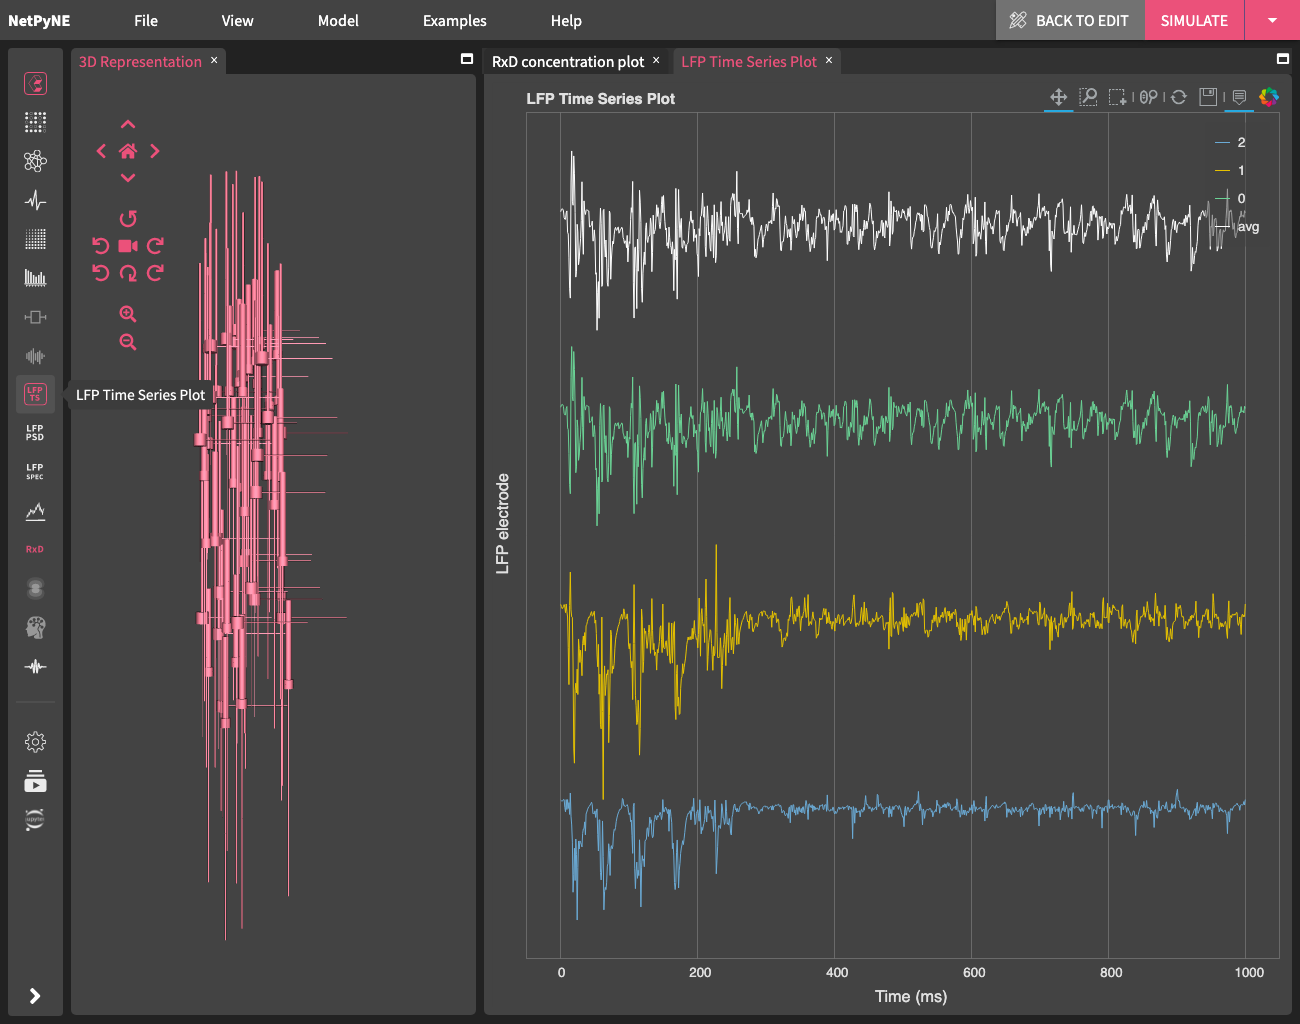 NetPyNE File View Model Examples Help BACK TO EDIT SIMULATE
3D Representation ×
RxD concentration plot × LFP Time Series Plot ×
LFP Time Series Plot
2
1
0
avg
LFP
TS
LFP Time Series Plot
LFP
PSD
LFP
SPEC
RxD
jupyter
LFP electrode
0 200 400 600 800 1000
Time (ms)